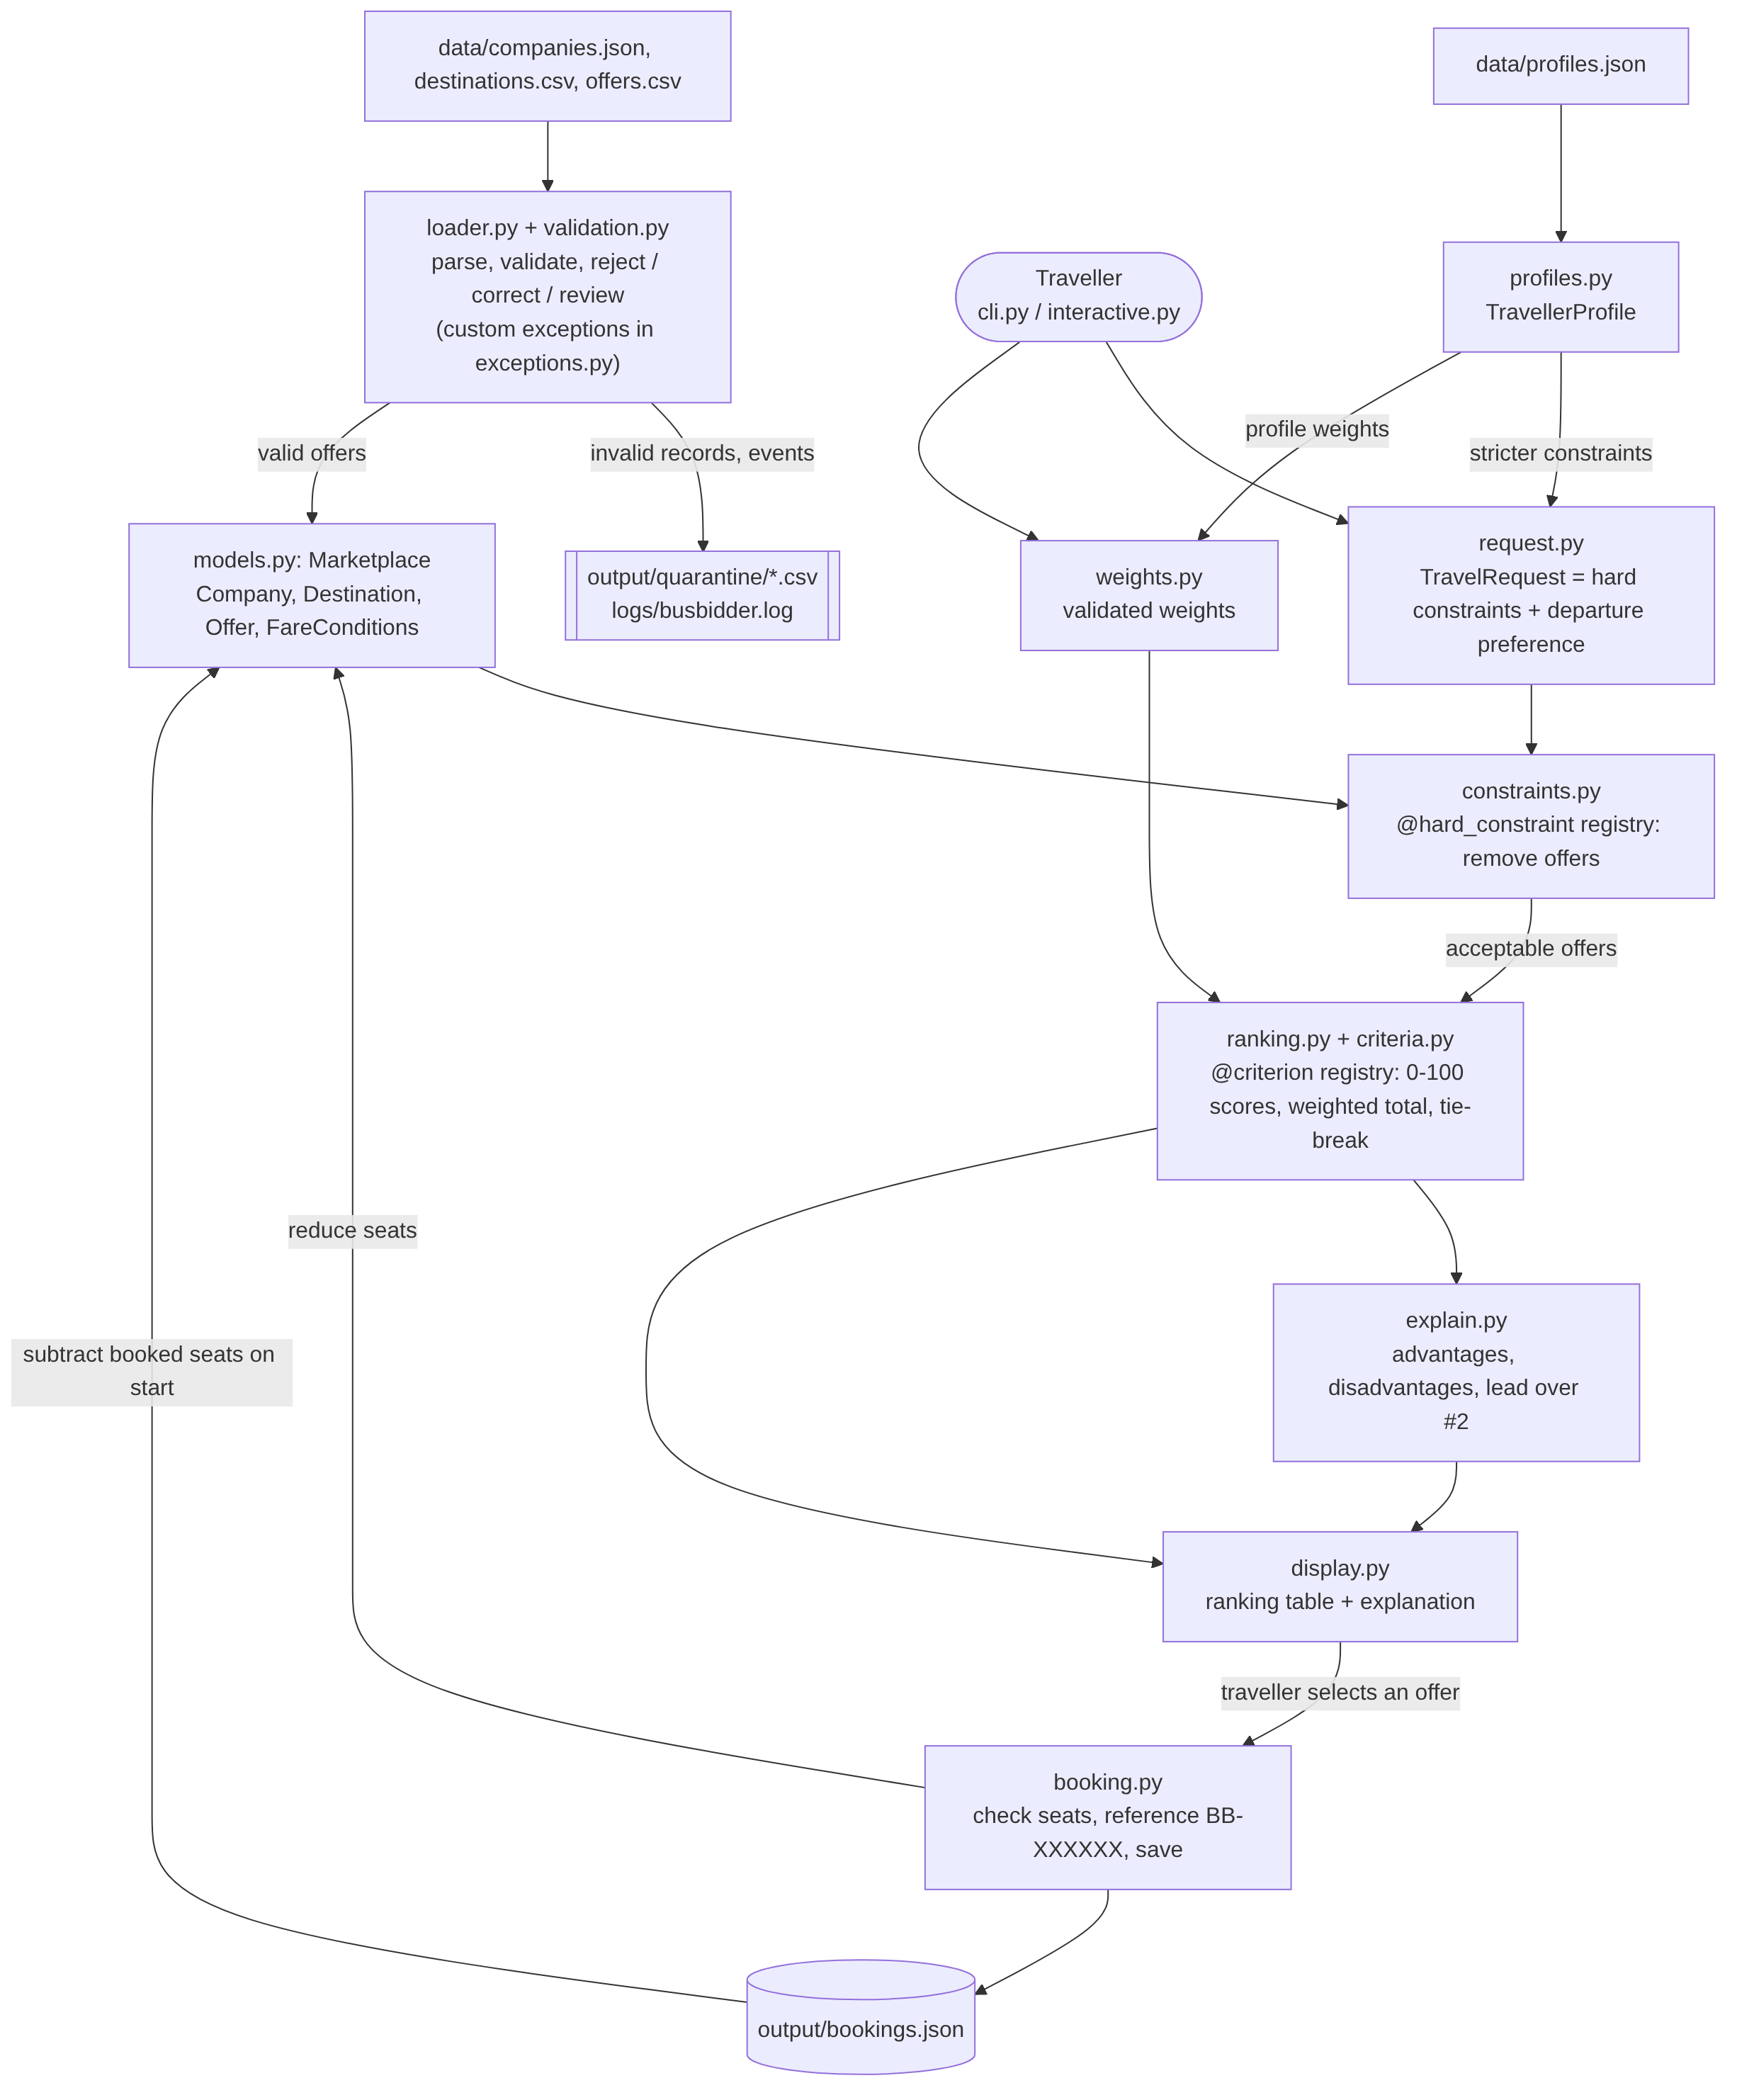 data/companies.json,
destinations.csv, offers.csv
data/profiles.json
loader.py + validation.py
parse, validate, reject /
correct / review
(custom exceptions in
exceptions.py)
Traveller
cli.py / interactive.py
profiles.py
TravellerProfile
valid offers
invalid records, events
profile weights
stricter constraints
models.py: Marketplace
Company, Destination,
Offer, FareConditions
output/quarantine/*.csv
logs/busbidder.log
weights.py
validated weights
request.py
TravelRequest = hard
constraints + departure
preference
constraints.py
@hard_constraint registry:
remove offers
acceptable offers
ranking.py + criteria.py
@criterion registry: 0-100
scores, weighted total, tie-
break
reduce seats
subtract booked seats on
start
explain.py
advantages,
disadvantages, lead over
#2
display.py
ranking table + explanation
traveller selects an offer
booking.py
check seats, reference BB-
XXXXXX, save
output/bookings.json